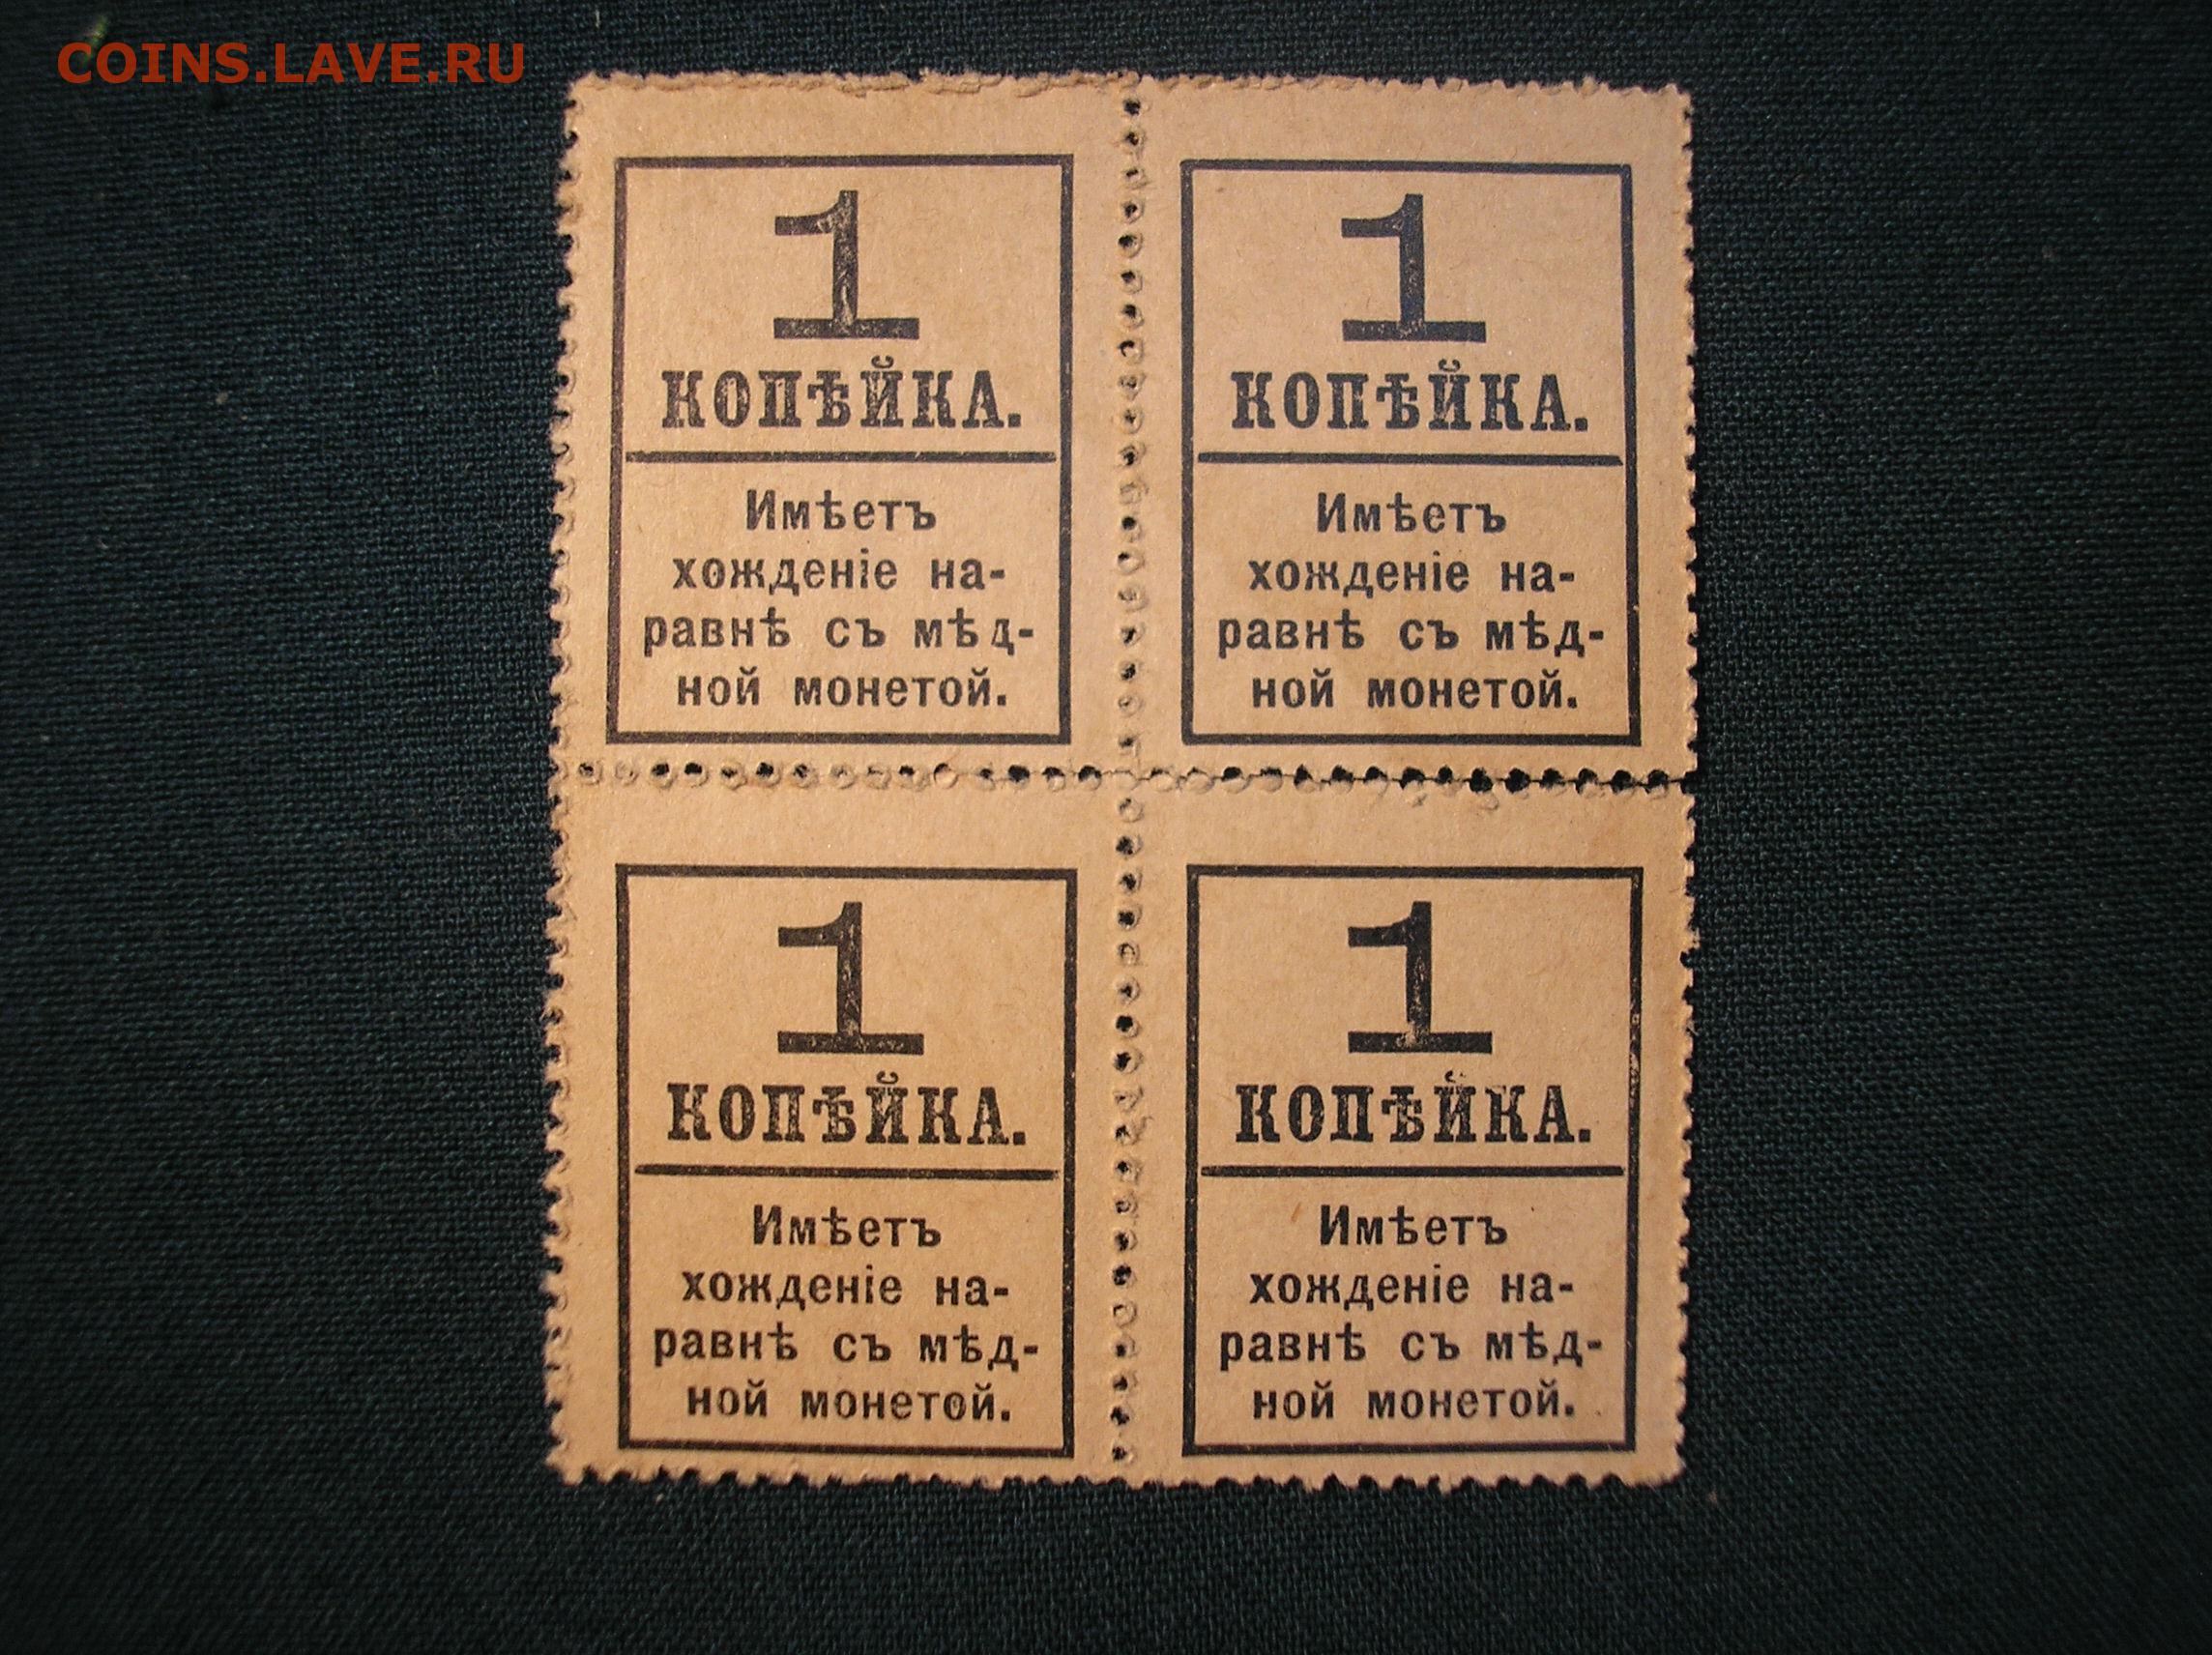 COINS.LAVE.RU
1
КОПѢЙКА.
Имѣетъ
хожденіе на-
равнѣ съ мѣд-
ной монетой.
1
КОПѢЙКА.
Имѣетъ
хожденіе на-
равнѣ съ мѣд-
ной монетой.
1
КОПѢЙКА.
Имѣетъ
хожденіе на-
равнѣ съ мѣд-
ной монетой.
1
КОПѢЙКА.
Имѣетъ
хожденіе на-
равнѣ съ мѣд-
ной монетой.